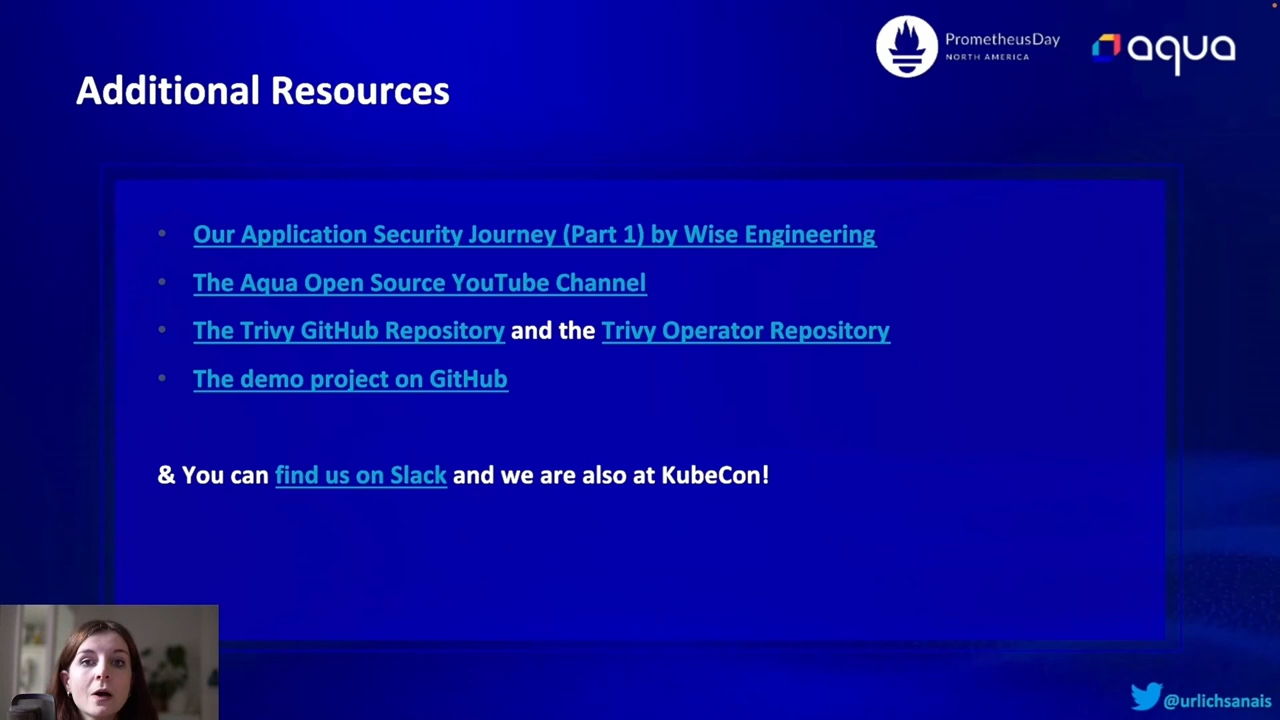 PrometheusDay
NORTH AMERICA
aqua
Additional Resources
• Our Application Security Journey (Part 1) by Wise Engineering
• The Aqua Open Source YouTube Channel
• The Trivy GitHub Repository and the Trivy Operator Repository
• The demo project on GitHub
& You can find us on Slack and we are also at KubeCon!
@urlichsanais